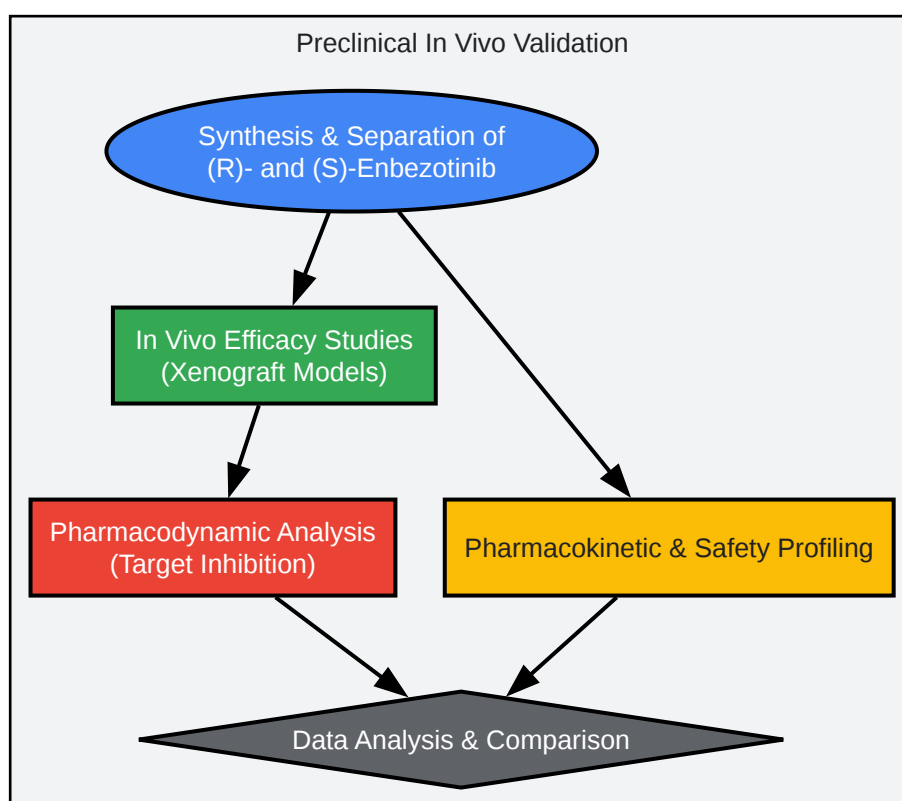 Preclinical In Vivo Validation
Synthesis & Separation of
(R)- and (S)-Enbezotinib
In Vivo Efficacy Studies
(Xenograft Models)
Pharmacodynamic Analysis
(Target Inhibition)
Pharmacokinetic & Safety Profiling
Data Analysis & Comparison